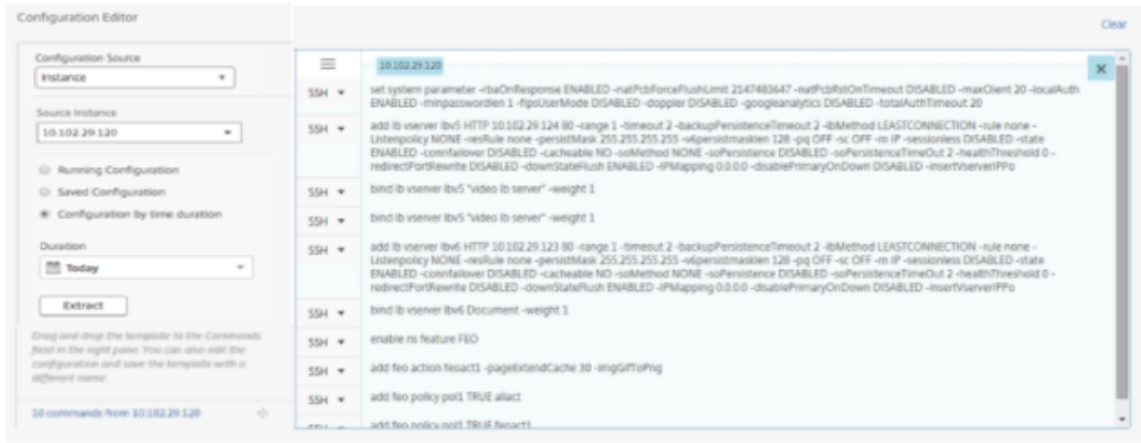 Configuration Editor
Clear
Configuration Source
Instance
Source Instance
10.102.29.120
Running Configuration
Saved Configuration
Configuration by time duration
Duration
Today
Extract
Drag and drop the template to the Commands
field in the right pane. You can also edit the
configuration and save the template with a
different name
10 commands from 10.102.29.120
10.102.29.120
SSH set system parameter -rbaOnResponse ENABLED -natPcbForceFlushLimit 2147483647 -natPcbRstOnTimeout DISABLED -maxClient 20 -localAuth
ENABLED -minpasswordlen 1 -fipsUserMode DISABLED -doppler DISABLED -googleanalytics DISABLED -totalAuthTimeout 20
SSH add lb vserver lbv5 HTTP 10.102.29.124 80 -range 1 -timeout 2 -backupPersistenceTimeout 2 -lbMethod LEASTCONNECTION -rule none -
Listenpolicy NONE -resRule none -persistMask 255.255.255.255 -v6persistmasklen 128 -pq OFF -sc OFF -m IP -sessionless DISABLED -state
ENABLED -connfailover DISABLED -cacheable NO -soMethod NONE -soPersistence DISABLED -soPersistenceTimeOut 2 -healthThreshold 0 -
redirectPortRewrite DISABLED -downStateFlush ENABLED -IPMapping 0.0.0.0 -disablePrimaryOnDown DISABLED -insertVserverIPPo
SSH bind lb vserver lbv5 "video lb server" -weight 1
SSH bind lb vserver lbv5 "video lb server" -weight 1
SSH add lb vserver lbv6 HTTP 10.102.29.123 80 -range 1 -timeout 2 -backupPersistenceTimeout 2 -lbMethod LEASTCONNECTION -rule none -
Listenpolicy NONE -resRule none -persistMask 255.255.255.255 -v6persistmasklen 128 -pq OFF -sc OFF -m IP -sessionless DISABLED -state
ENABLED -connfailover DISABLED -cacheable NO -soMethod NONE -soPersistence DISABLED -soPersistenceTimeOut 2 -healthThreshold 0 -
redirectPortRewrite DISABLED -downStateFlush ENABLED -IPMapping 0.0.0.0 -disablePrimaryOnDown DISABLED -insertVserverIPPo
SSH bind lb vserver lbv6 Document -weight 1
SSH enable ns feature FEO
SSH add feo action feoact1 -pageExtendCache 30 -imgGifToPng
SSH add feo policy pol1 TRUE allact
SSH add feo policy pol1 TRUE feoact1